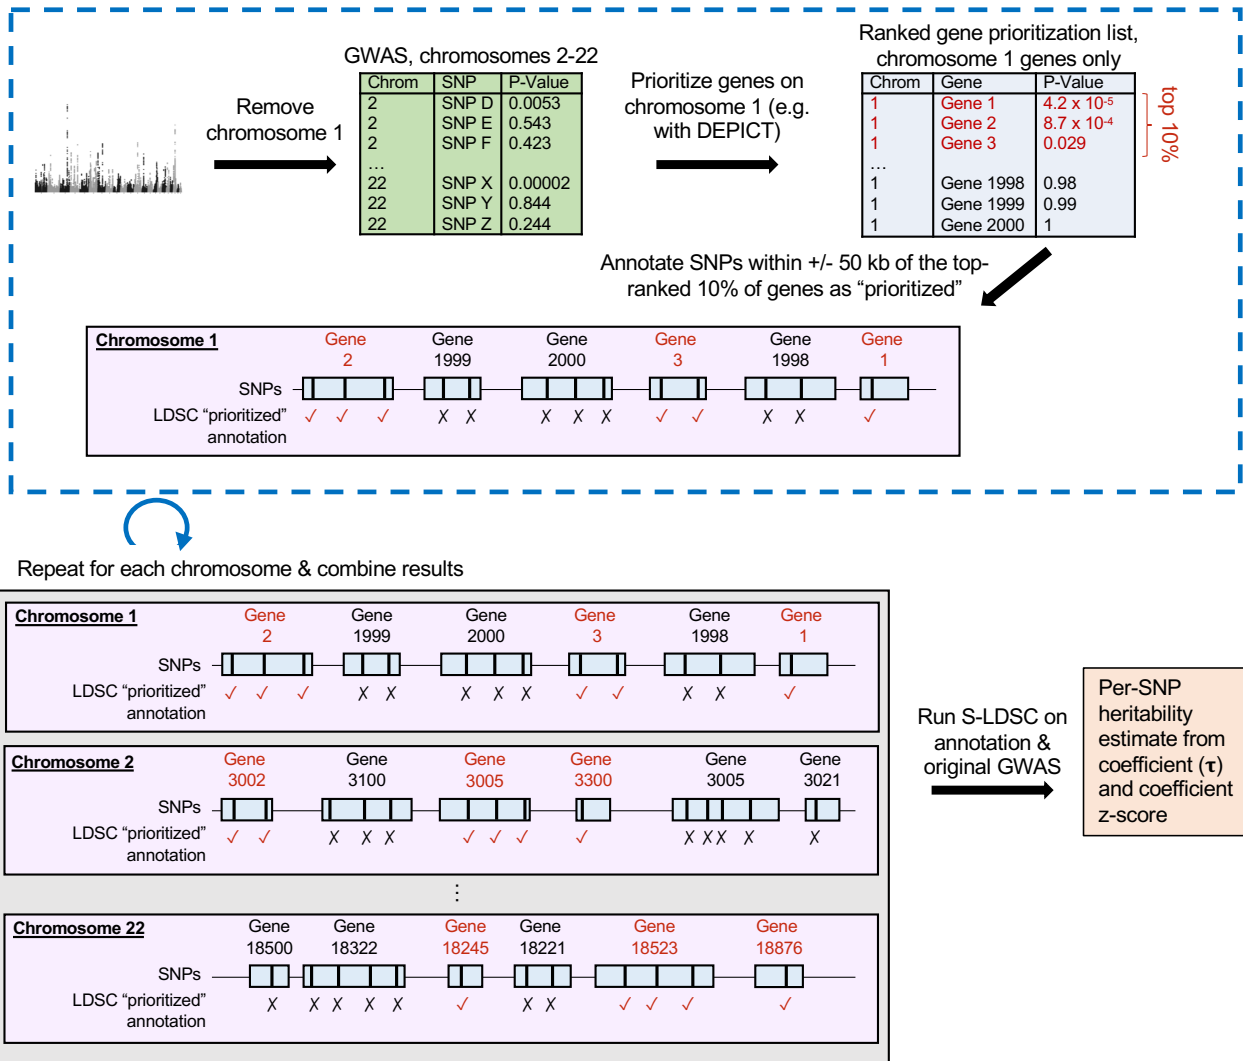 GWAS, chromosomes 2-22
Remove
chromosome 1
Chrom SNP P-Value
2 SNP D 0.0053
2 SNP E 0.543
2 SNP F 0.423
...
22 SNP X 0.00002
22 SNP Y 0.844
22 SNP Z 0.244
Prioritize genes on
chromosome 1 (e.g.
with DEPICT)
Ranked gene prioritization list,
chromosome 1 genes only
Chrom Gene P-Value
1 Gene 1 4.2 x 10⁻⁵
1 Gene 2 8.7 x 10⁻⁴
1 Gene 3 0.029
...
1 Gene 1998 0.98
1 Gene 1999 0.99
1 Gene 2000 1
top 10%
Annotate SNPs within +/- 50 kb of the top-
ranked 10% of genes as “prioritized”
Chromosome 1 Gene Gene Gene Gene Gene Gene
2 1999 2000 3 1998 1
SNPs
LDSC “prioritized” ✓ ✓ ✓ ✗ ✗ ✗ ✗ ✗ ✓ ✓ ✗ ✗ ✓
annotation
Repeat for each chromosome & combine results
Chromosome 1 Gene Gene Gene Gene Gene Gene
2 1999 2000 3 1998 1
SNPs
LDSC “prioritized” ✓ ✓ ✓ ✗ ✗ ✗ ✗ ✗ ✓ ✓ ✗ ✗ ✓
annotation
Chromosome 2 Gene Gene Gene Gene Gene Gene
3002 3100 3005 3300 3005 3021
SNPs
LDSC “prioritized” ✓ ✓ ✗ ✗ ✗ ✓ ✓ ✓ ✓ ✗ ✗ ✗ ✗ ✗
annotation
⋮
Chromosome 22 Gene Gene Gene Gene Gene Gene
18500 18322 18245 18221 18523 18876
SNPs
LDSC “prioritized” ✗ ✗ ✗ ✗ ✗ ✓ ✗ ✗ ✓ ✓ ✓ ✓
annotation
Run S-LDSC on
annotation &
original GWAS
Per-SNP
heritability
estimate from
coefficient (τ)
and coefficient
z-score